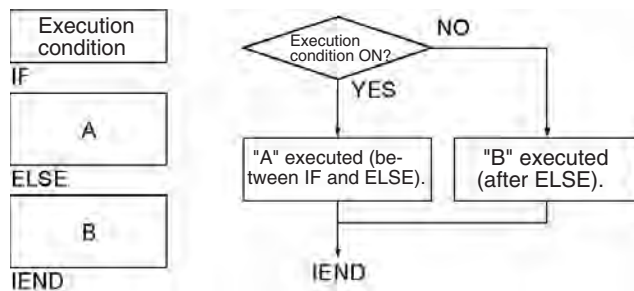 Execution
condition
IF
A
ELSE
B
IEND
Execution
condition ON?
NO
YES
"A" executed (be-
tween IF and ELSE).
"B" executed
(after ELSE).
IEND